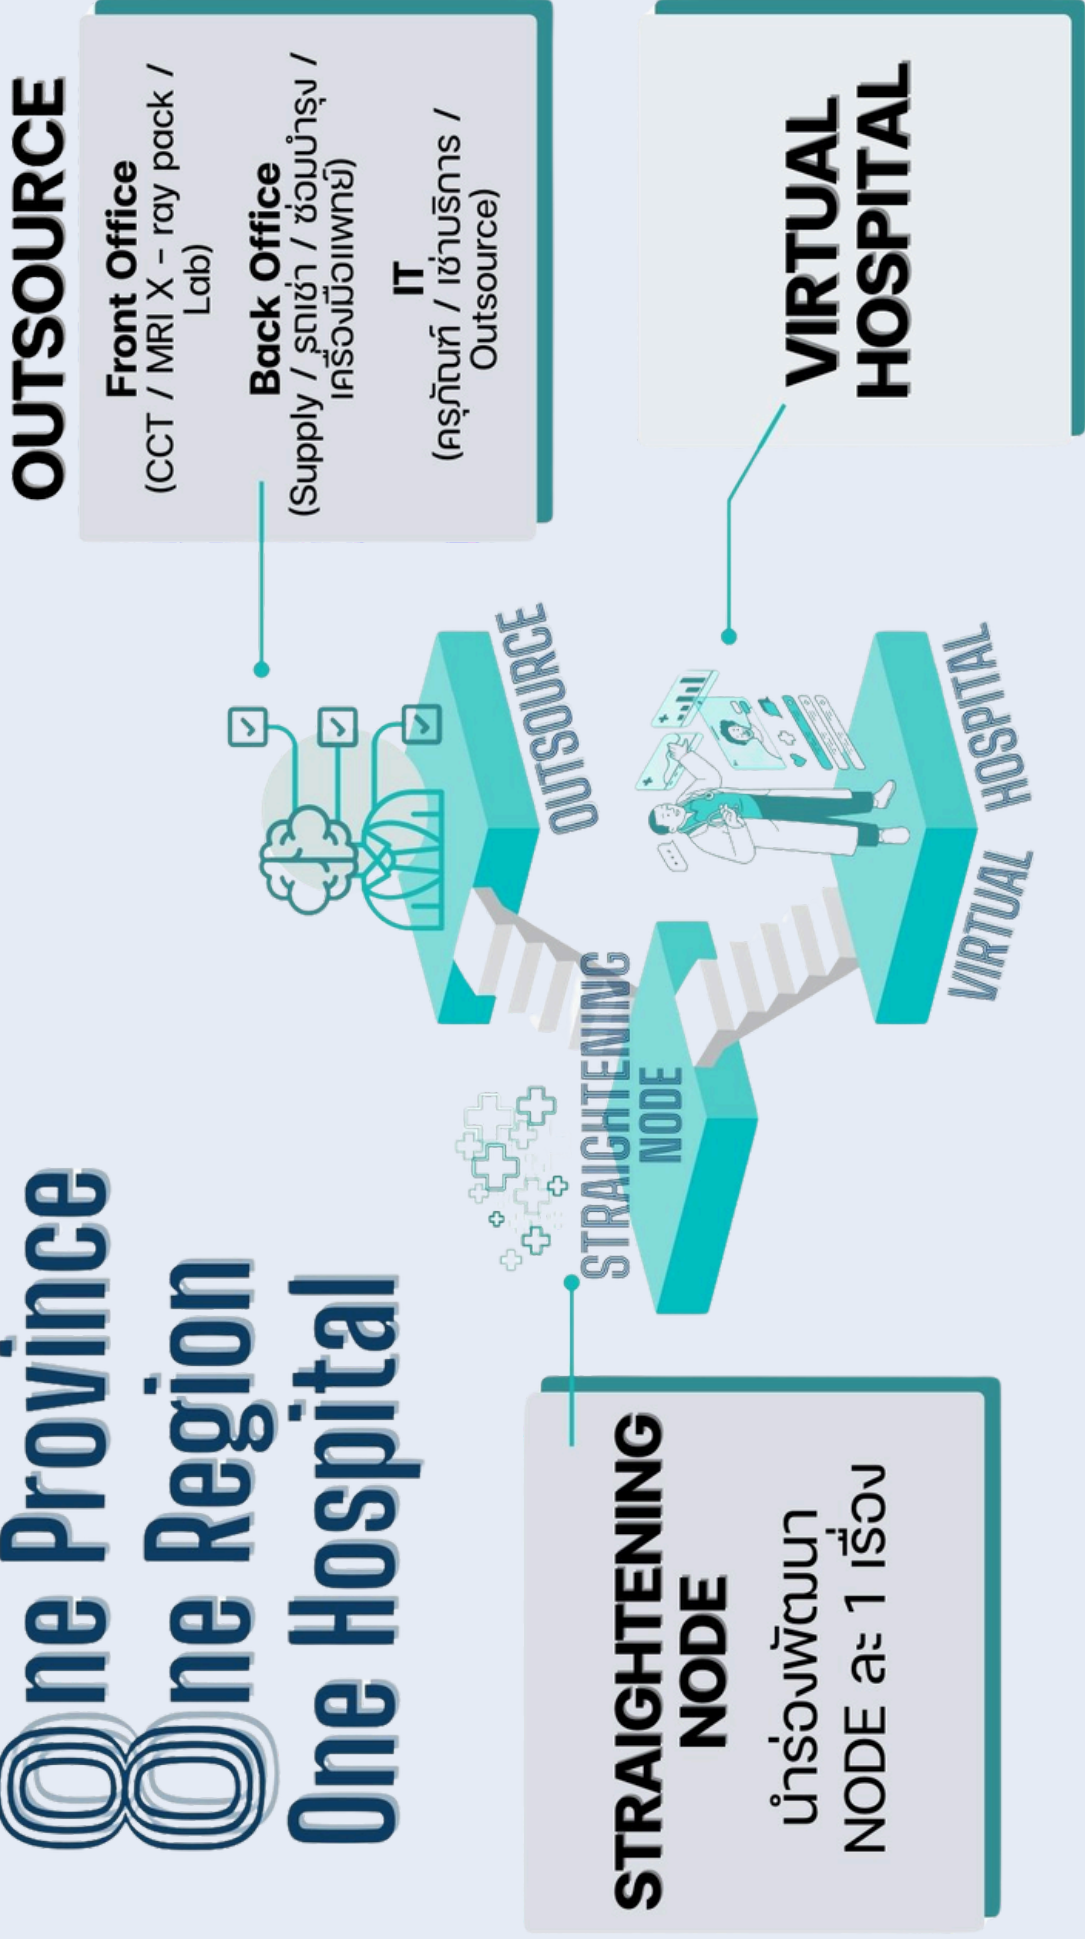 One Province
One Region
One Hospital
OUTSOURCE
Front Office
(CCT / MRI X - ray pack /
Lab)
Back Office
(Supply / รถเช่า / ซ่อมบำรุง /
เครื่องมือแพทย์)
IT
(ครุภัณฑ์ / เช่าบริการ /
Outsource)
OUTSOURCE
STRAIGHTENING
NODE
VIRTUAL HOSPITAL
STRAIGHTENING
NODE
นำร่องพัฒนา
NODE ละ 1 เรื่อง
VIRTUAL
HOSPITAL